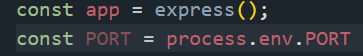 const app = express();
const PORT = process.env.PORT